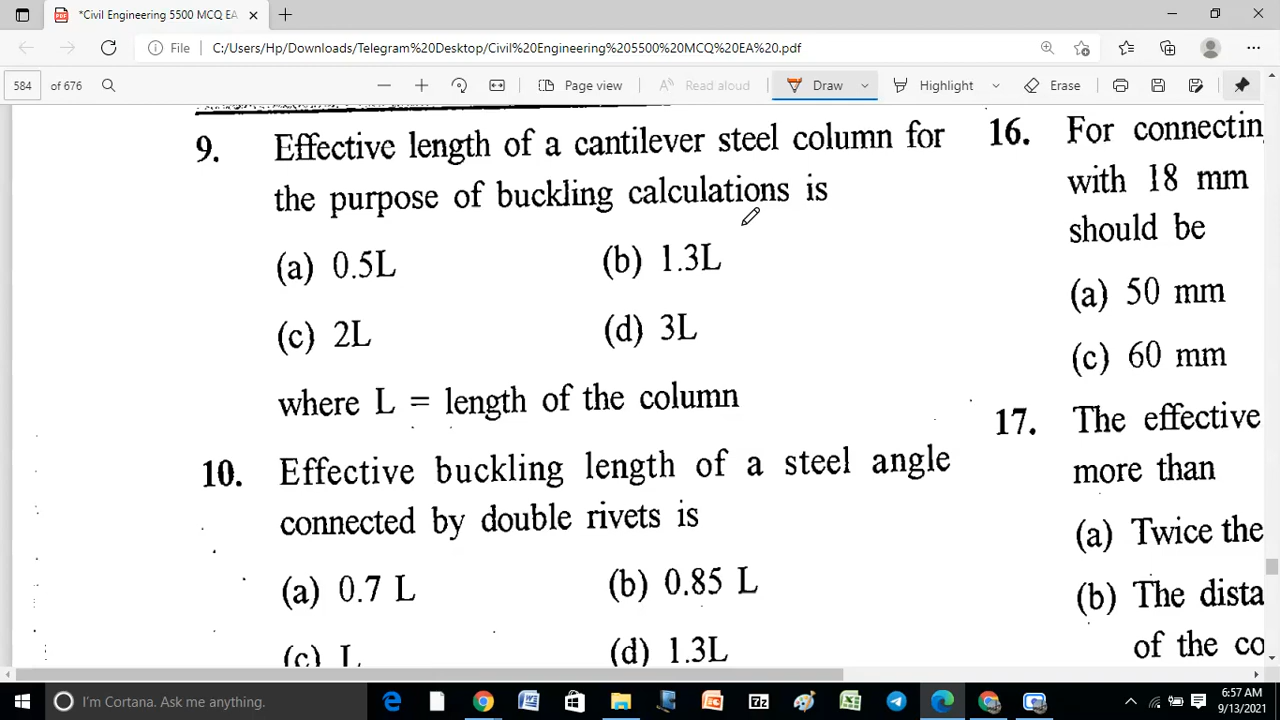 *Civil Engineering 5500 MCQ EA
File
C:/Users/Hp/Downloads/Telegram%20Desktop/Civil%20Engineering%205500%20MCQ%20EA%20.pdf
584 of 676
Page view
Read aloud
Draw
Highlight
Erase
9. Effective length of a cantilever steel column for
the purpose of buckling calculations is
(a) 0.5L (b) 1.3L
(c) 2L (d) 3L
where L = length of the column
10. Effective buckling length of a steel angle
connected by double rivets is
(a) 0.7 L (b) 0.85 L
(c) L (d) 1.3L
16. For connectin
with 18 mm
should be
(a) 50 mm
(c) 60 mm
17. The effective
more than
(a) Twice the
(b) The dista
of the co
I'm Cortana. Ask me anything.
6:57 AM
9/13/2021